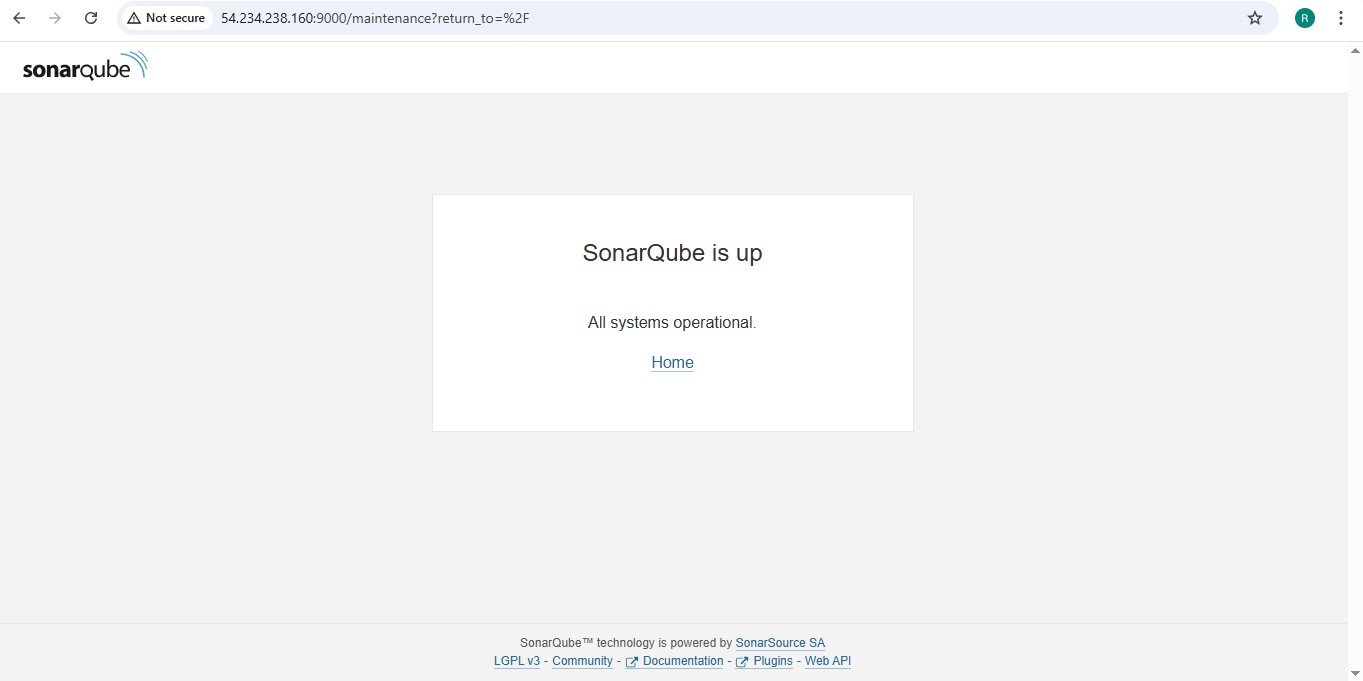 Not secure 54.234.238.160:9000/maintenance?return_to=%2F R
sonarqube
SonarQube is up
All systems operational.
Home
SonarQube™ technology is powered by SonarSource SA
LGPL v3 - Community - Documentation - Plugins - Web API